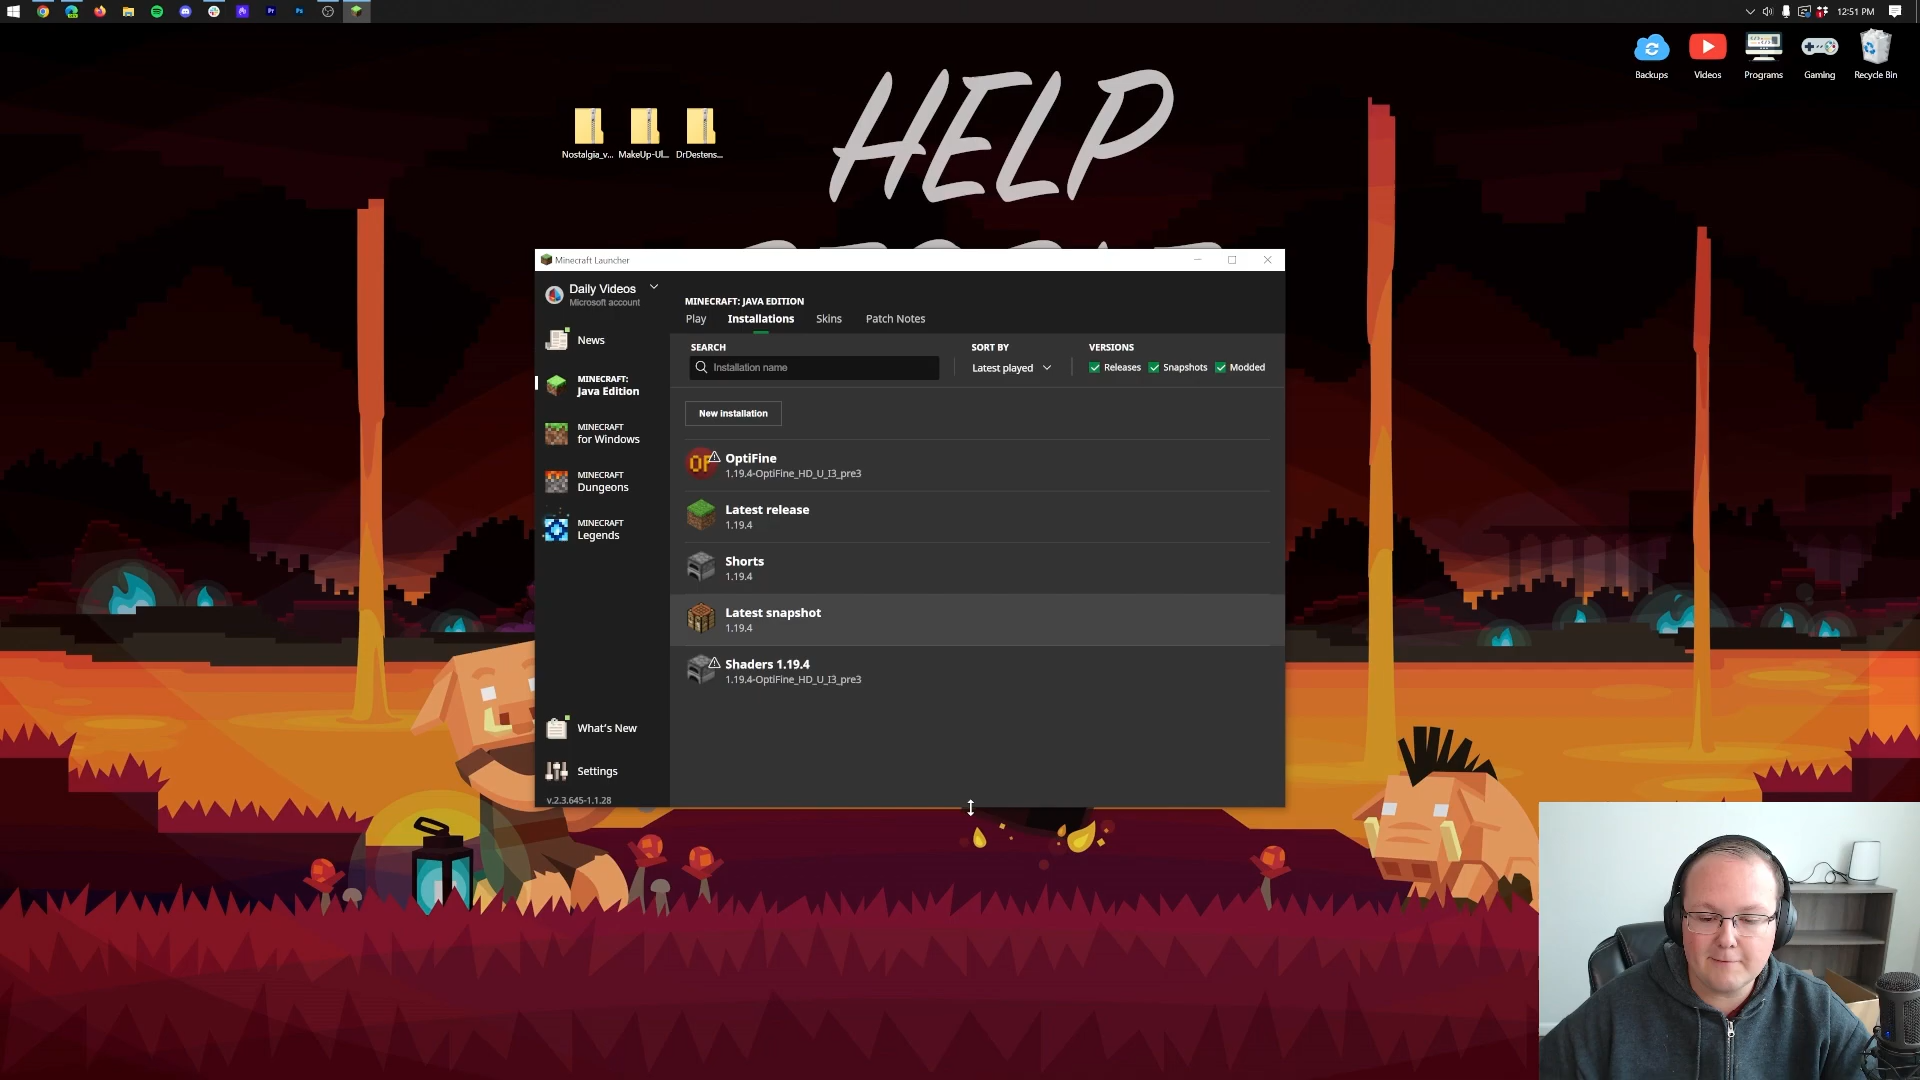 12:51 PM
Backups
Videos
Programs
Gaming
Recycle Bin
Nostalgia_v...
MakeUp-Ul...
DrDestens...
HELP
Minecraft Launcher
Daily Videos
Microsoft account
News
MINECRAFT:
Java Edition
MINECRAFT
for Windows
MINECRAFT
Dungeons
MINECRAFT
Legends
What's New
Settings
v.2.3.645-1.1.28
MINECRAFT: JAVA EDITION
Play
Installations
Skins
Patch Notes
SEARCH
Installation name
SORT BY
Latest played
VERSIONS
Releases
Snapshots
Modded
New installation
OptiFine
1.19.4-OptiFine_HD_U_I3_pre3
Latest release
1.19.4
Shorts
1.19.4
Latest snapshot
1.19.4
Shaders 1.19.4
1.19.4-OptiFine_HD_U_I3_pre3